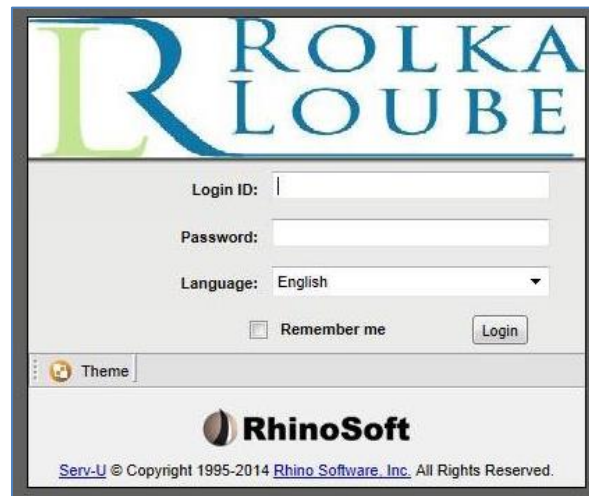 ROLKA
LOUBE
Login ID:
Password:
Language: English
Remember me Login
Theme
RhinoSoft
Serv-U © Copyright 1995-2014 Rhino Software, Inc. All Rights Reserved.